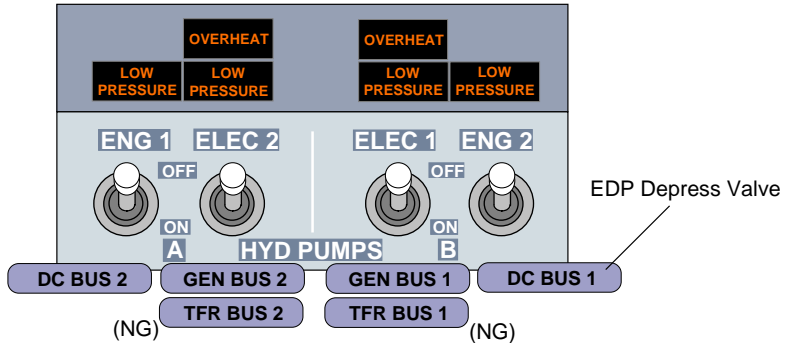 OVERHEAT OVERHEAT
LOW PRESSURE LOW PRESSURE LOW PRESSURE LOW PRESSURE
ENG 1 ELEC 2 ELEC 1 ENG 2
OFF OFF
EDP Depress Valve
ON ON
A HYD PUMPS B
DC BUS 2 GEN BUS 2 GEN BUS 1 DC BUS 1
(NG) TFR BUS 2 TFR BUS 1 (NG)